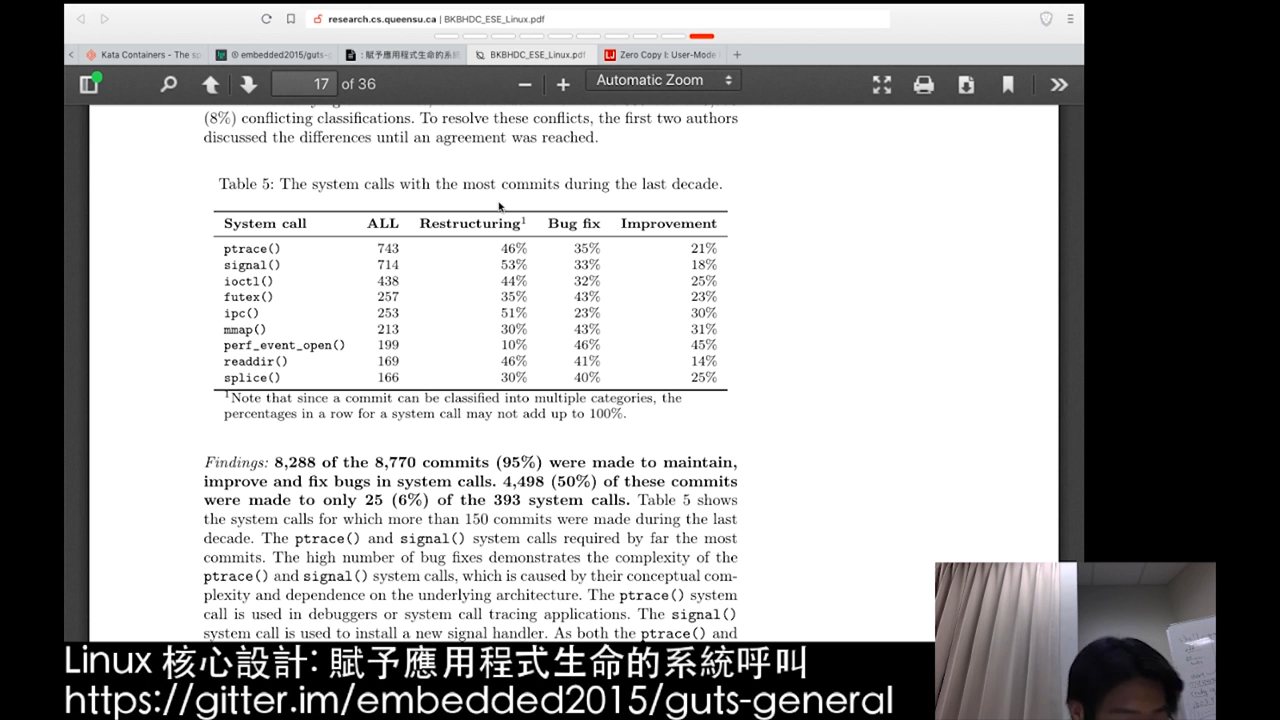 research.cs.queensu.ca | BKBHDC_ESE_Linux.pdf
Kata Containers - The sp
embedded2015/guts-
: 賦予應用程式生命的系統
BKBHDC_ESE_Linux.pdf
Zero Copy I: User-Mode
17 of 36
Automatic Zoom
(8%) conflicting classifications. To resolve these conflicts, the first two authors
discussed the differences until an agreement was reached.
Table 5: The system calls with the most commits during the last decade.
System call ALL Restructuring1 Bug fix Improvement
ptrace() 743 46% 35% 21%
signal() 714 53% 33% 18%
ioctl() 438 44% 32% 25%
futex() 257 35% 43% 23%
ipc() 253 51% 23% 30%
mmap() 213 30% 43% 31%
perf_event_open() 199 10% 46% 45%
readdir() 169 46% 41% 14%
splice() 166 30% 40% 25%
1Note that since a commit can be classified into multiple categories, the
percentages in a row for a system call may not add up to 100%.
Findings: 8,288 of the 8,770 commits (95%) were made to maintain,
improve and fix bugs in system calls. 4,498 (50%) of these commits
were made to only 25 (6%) of the 393 system calls. Table 5 shows
the system calls for which more than 150 commits were made during the last
decade. The ptrace() and signal() system calls required by far the most
commits. The high number of bug fixes demonstrates the complexity of the
ptrace() and signal() system calls, which is caused by their conceptual com-
plexity and dependence on the underlying architecture. The ptrace() system
call is used in debuggers or system call tracing applications. The signal()
system call is used to install a new signal handler. As both the ptrace() and
Linux 核心設計: 賦予應用程式生命的系統呼叫
https://gitter.im/embedded2015/guts-general